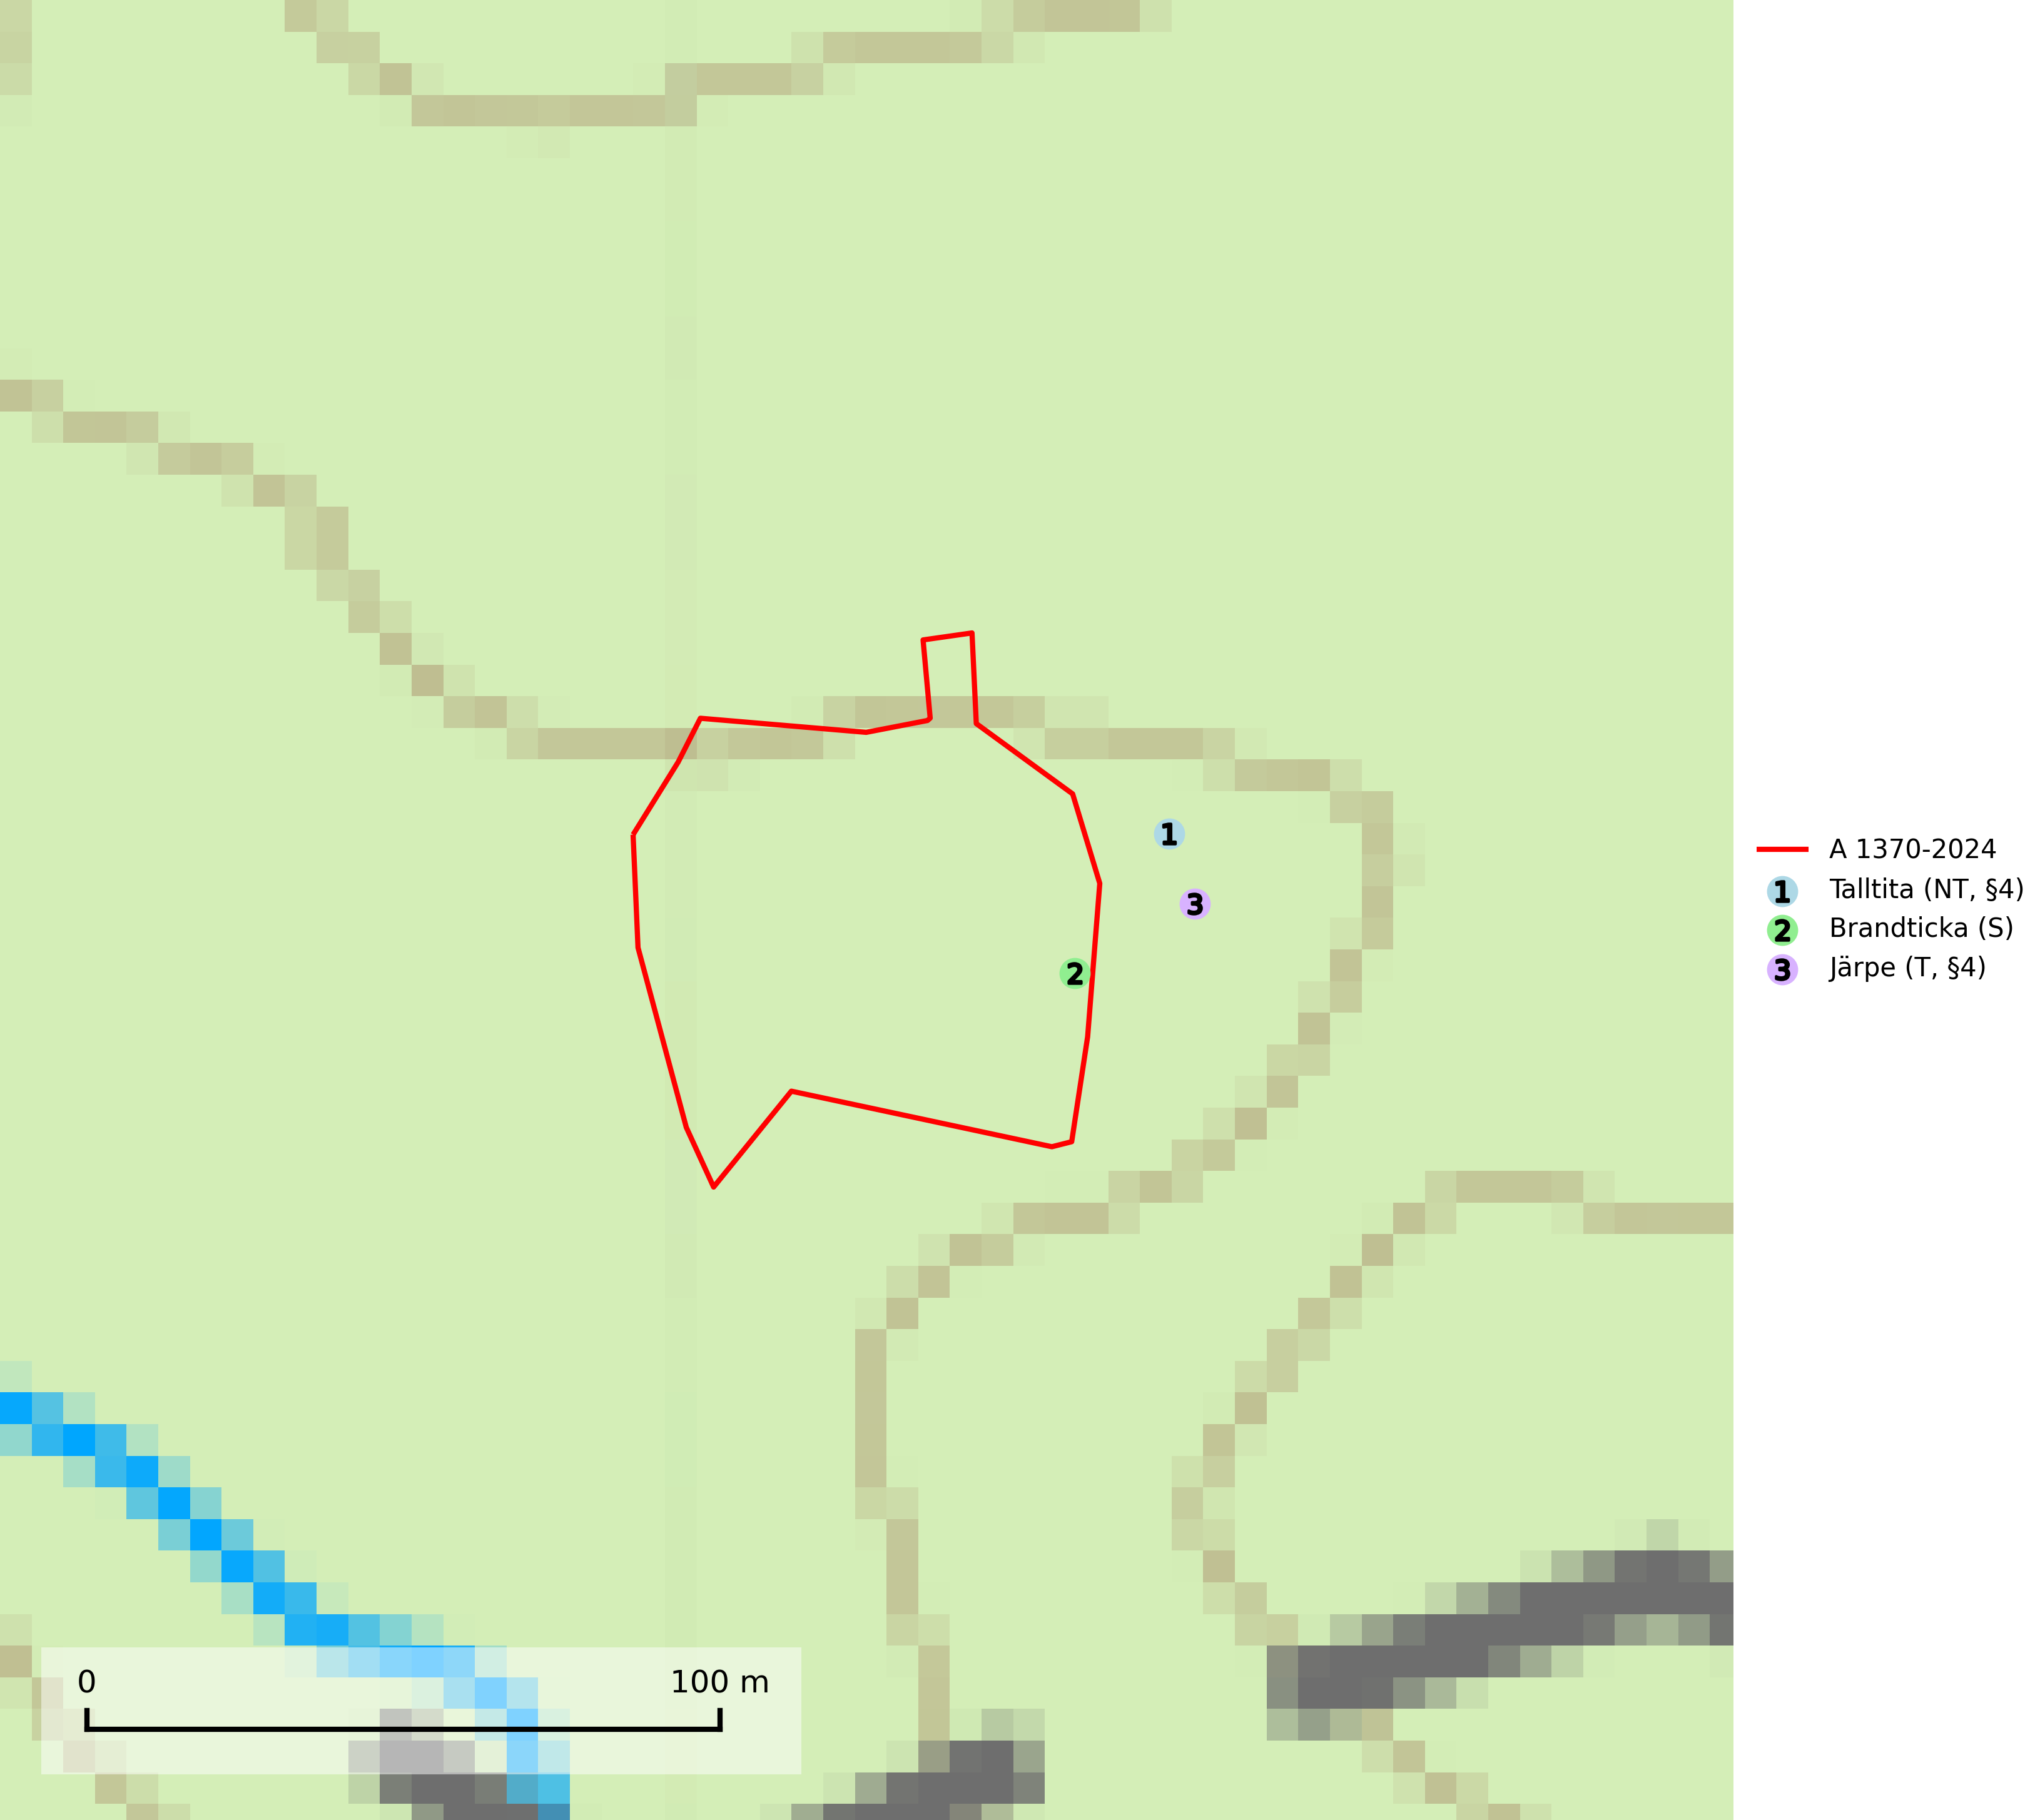 1
3
2
A 1370-2024
1 Talltita (NT, §4)
2 Brandticka (S)
3 Järpe (T, §4)
0 100 m